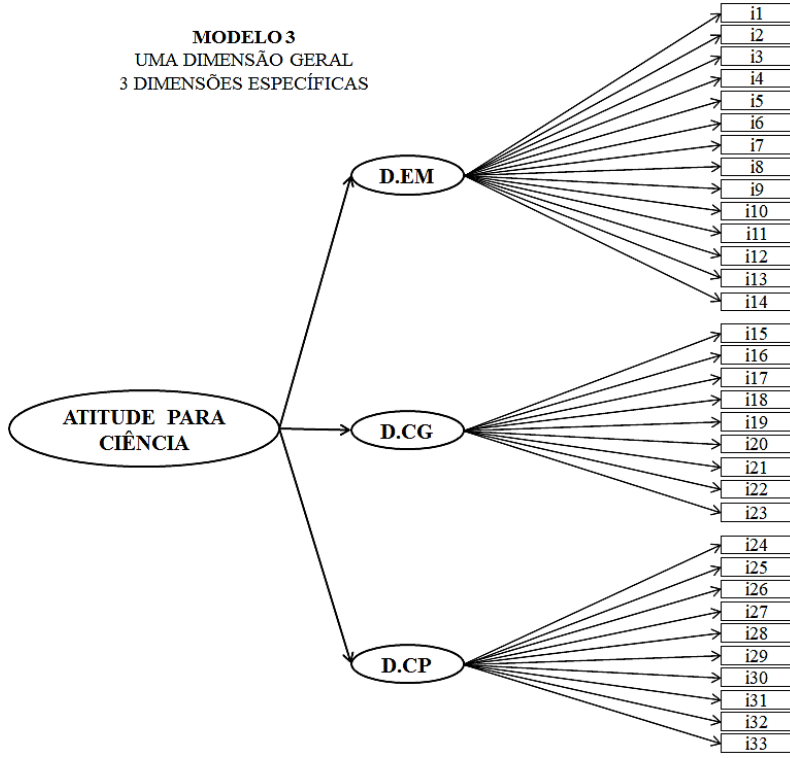 MODELO 3
UMA DIMENSÃO GERAL
3 DIMENSÕES ESPECÍFICAS
ATITUDE PARA
CIÊNCIA
D.EM
i1
i2
i3
i4
i5
i6
i7
i8
i9
i10
i11
i12
i13
i14
D.CG
i15
i16
i17
i18
i19
i20
i21
i22
i23
D.CP
i24
i25
i26
i27
i28
i29
i30
i31
i32
i33